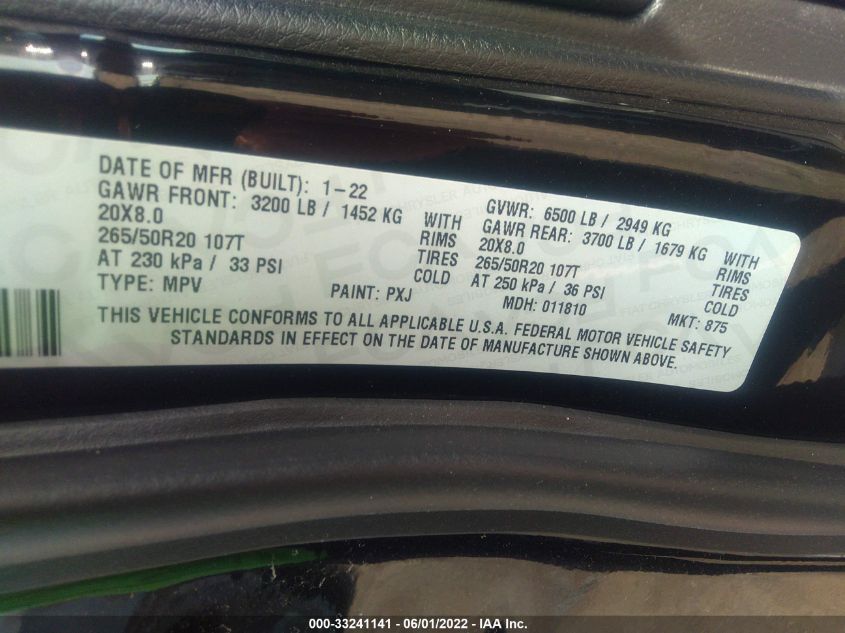 DATE OF MFR (BUILT): 1-22
GAWR FRONT: 3200 LB / 1452 KG WITH
20X8.0 RIMS
265/50R20 107T TIRES
AT 230 kPa / 33 PSI COLD
TYPE: MPV
GVWR: 6500 LB / 2949 KG
GAWR REAR: 3700 LB / 1679 KG WITH
20X8.0 RIMS
265/50R20 107T TIRES
AT 250 kPa / 36 PSI COLD
PAINT: PXJ MDH: 011810 MKT: 875
THIS VEHICLE CONFORMS TO ALL APPLICABLE U.S.A. FEDERAL MOTOR VEHICLE SAFETY
STANDARDS IN EFFECT ON THE DATE OF MANUFACTURE SHOWN ABOVE.
000-33241141 - 06/01/2022 - IAA Inc.